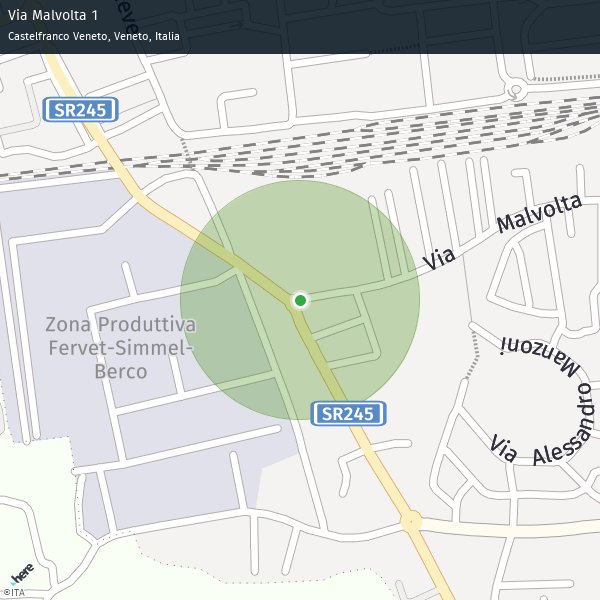 Via Malvolta 1
Castelfranco Veneto, Veneto, Italia
SR245
Via Malvolta
Zona Produttiva
Fervet-Simmel-
Berco
Via Alessandro Manzoni
SR245
here
©ITA